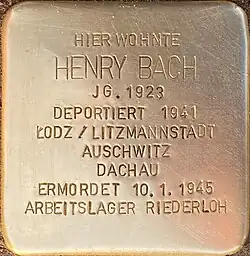 HIER WOHNTE
HENRY BACH
JG. 1923
DEPORTIERT 1941
ŁODZ / LITZMANNSTADT
AUSCHWITZ
DACHAU
ERMORDET 10.1.1945
ARBEITSLAGER RIEDERLOH